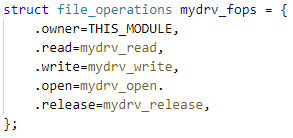 struct file_operations mydrv_fops = {
    .owner=THIS_MODULE,
    .read=mydrv_read,
    .write=mydrv_write,
    .open=mydrv_open.
    .release=mydrv_release,
};